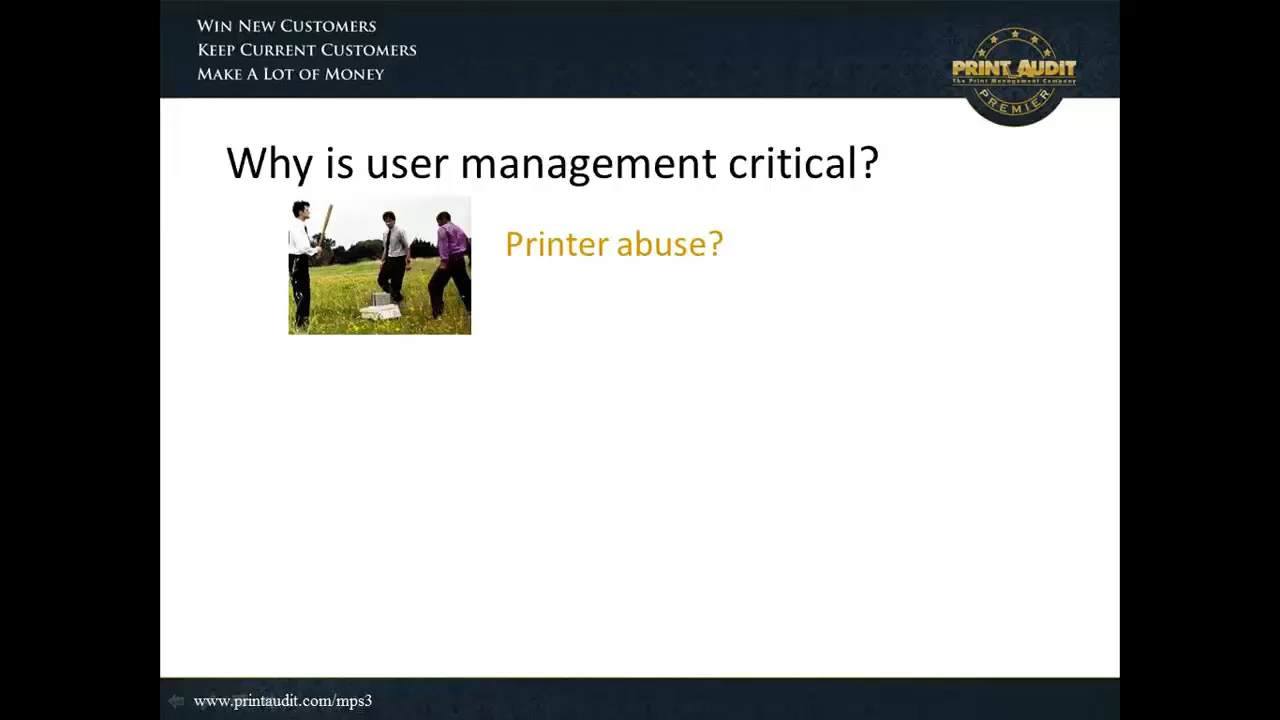 Win New Customers
Keep Current Customers
Make A Lot of Money
PRINT AUDIT
The Print Management Company
PREMIER
Why is user management critical?
Printer abuse?
www.printaudit.com/mps3